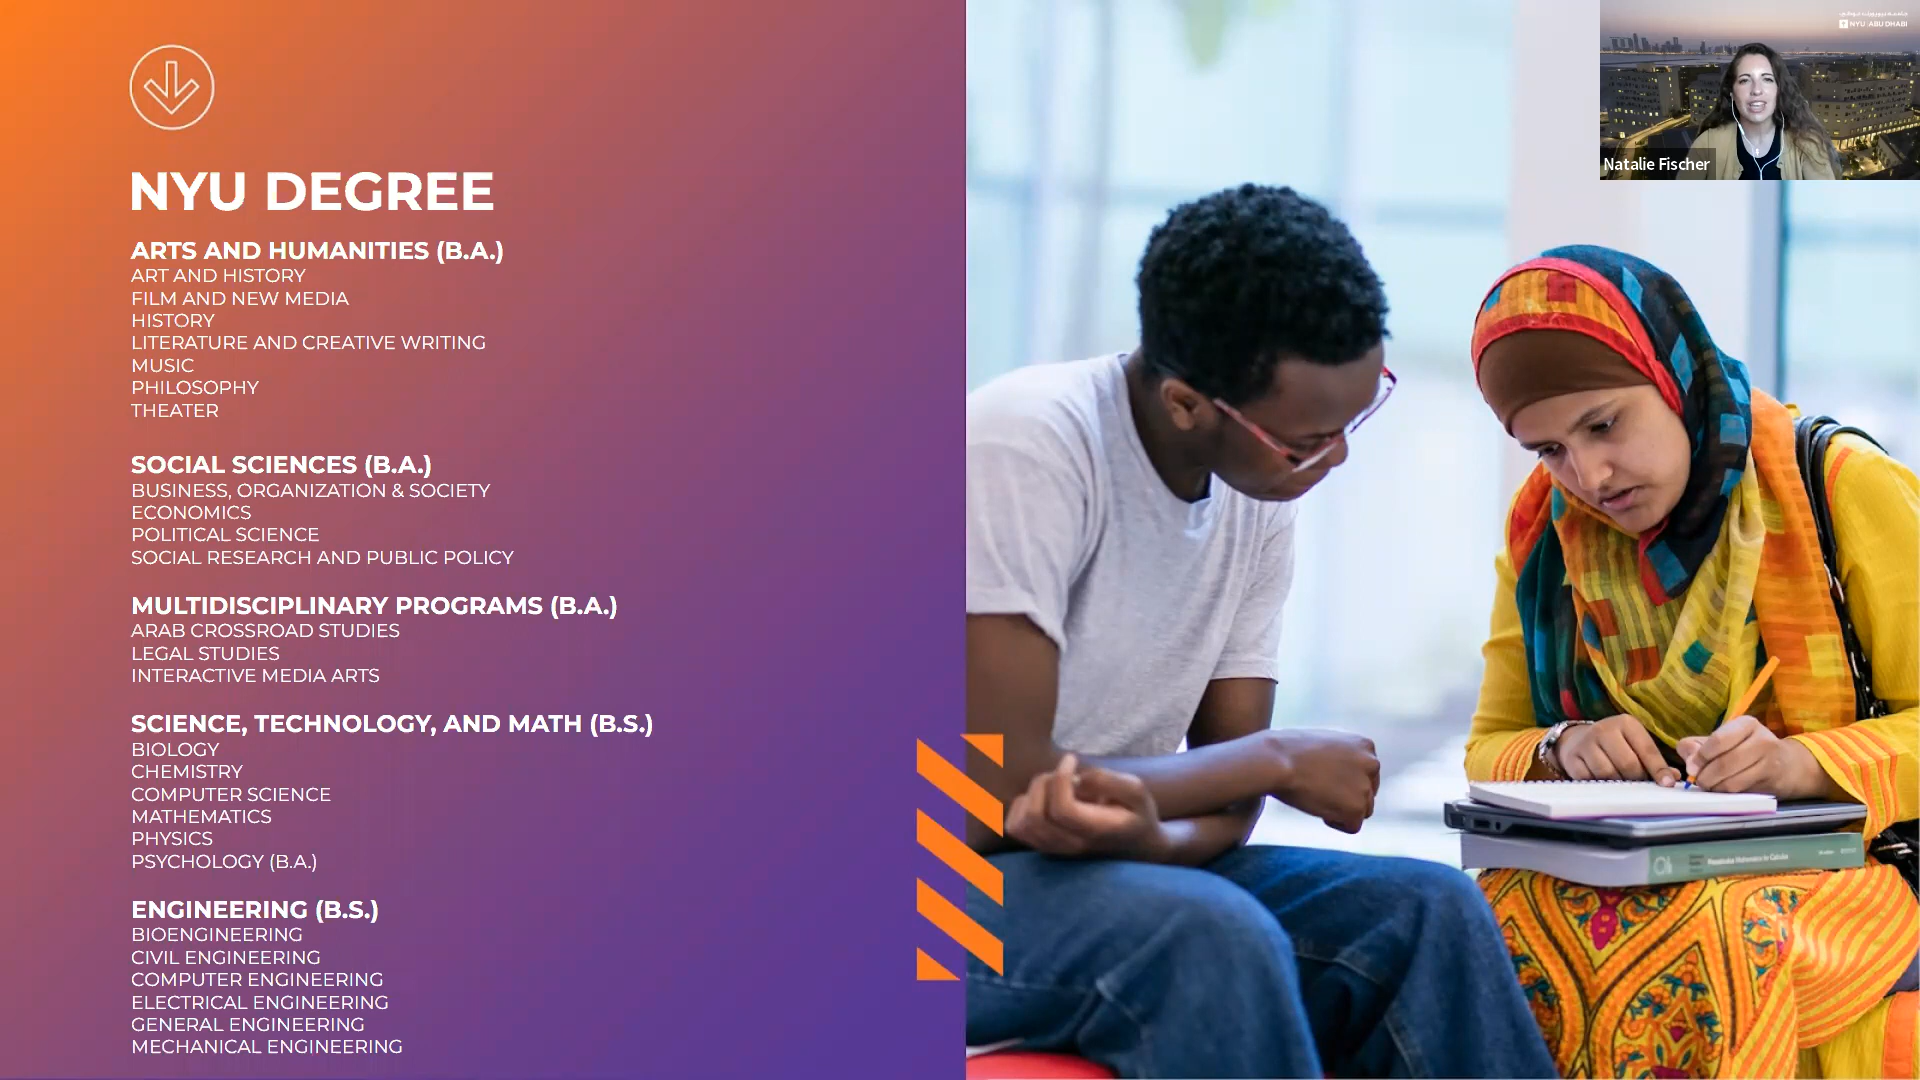 NYU DEGREE
ARTS AND HUMANITIES (B.A.)
ART AND HISTORY
FILM AND NEW MEDIA
HISTORY
LITERATURE AND CREATIVE WRITING
MUSIC
PHILOSOPHY
THEATER
SOCIAL SCIENCES (B.A.)
BUSINESS, ORGANIZATION & SOCIETY
ECONOMICS
POLITICAL SCIENCE
SOCIAL RESEARCH AND PUBLIC POLICY
MULTIDISCIPLINARY PROGRAMS (B.A.)
ARAB CROSSROAD STUDIES
LEGAL STUDIES
INTERACTIVE MEDIA ARTS
SCIENCE, TECHNOLOGY, AND MATH (B.S.)
BIOLOGY
CHEMISTRY
COMPUTER SCIENCE
MATHEMATICS
PHYSICS
PSYCHOLOGY (B.A.)
ENGINEERING (B.S.)
BIOENGINEERING
CIVIL ENGINEERING
COMPUTER ENGINEERING
ELECTRICAL ENGINEERING
GENERAL ENGINEERING
MECHANICAL ENGINEERING
NYU ABU DHABI
Natalie Fischer